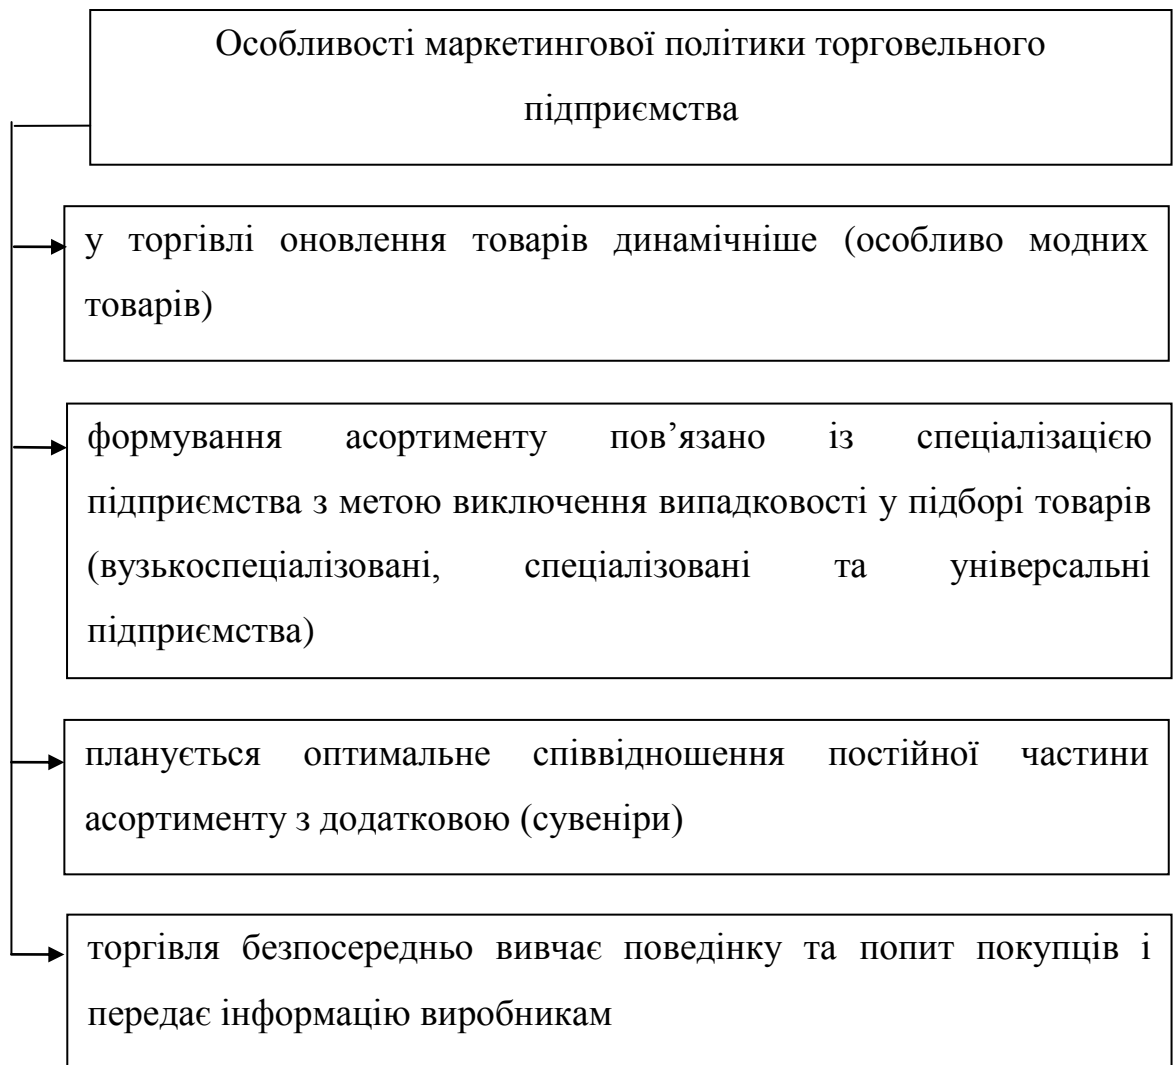 Особливості маркетингової політики торговельного
підприємства
у торгівлі оновлення товарів динамічніше (особливо модних
товарів)
формування асортименту пов’язано із спеціалізацією
підприємства з метою виключення випадковості у підборі товарів
(вузькоспеціалізовані, спеціалізовані та універсальні
підприємства)
планується оптимальне співвідношення постійної частини
асортименту з додатковою (сувеніри)
торгівля безпосередньо вивчає поведінку та попит покупців і
передає інформацію виробникам